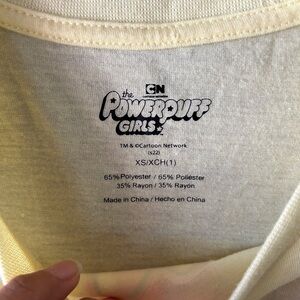 CN
the
POWERPUFF
GIRLS
TM & ©Cartoon Network
(s22)
XS/XCH(1)
65%Polyester / 65% Poliéster
35% Rayon / 35% Rayón
Made in China / Hecho en China